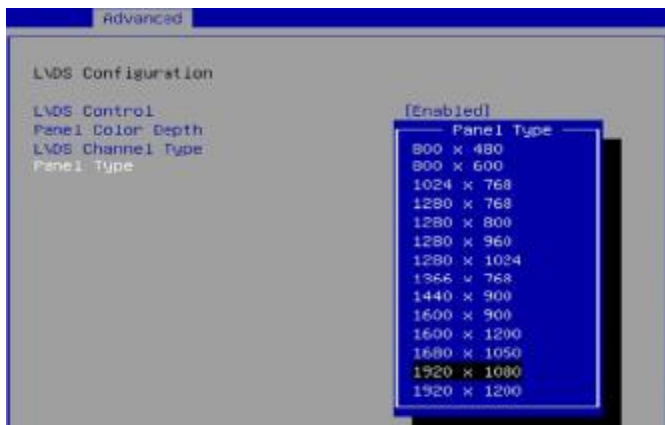 Advanced
LVDS Configuration
LVDS Control [Enabled]
Panel Color Depth
LVDS Channel Type
Panel Type
Panel Type
800 x 480
800 x 600
1024 x 768
1280 x 768
1280 x 800
1280 x 960
1280 x 1024
1366 x 768
1440 x 900
1600 x 900
1600 x 1200
1680 x 1050
1920 x 1080
1920 x 1200